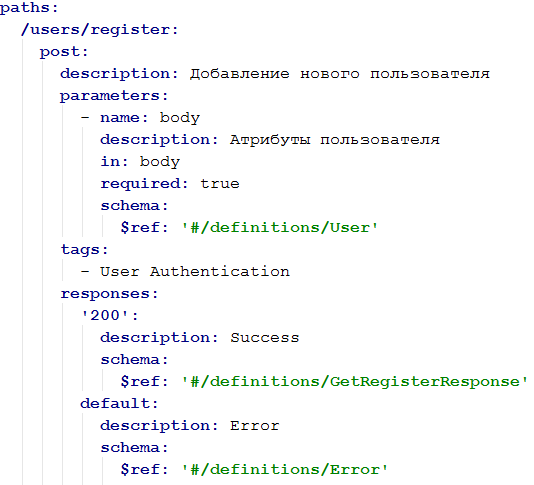 paths:
  /users/register:
    post:
      description: Добавление нового пользователя
      parameters:
        - name: body
          description: Атрибуты пользователя
          in: body
          required: true
          schema:
            $ref: '#/definitions/User'
      tags:
        - User Authentication
      responses:
        '200':
          description: Success
          schema:
            $ref: '#/definitions/GetRegisterResponse'
        default:
          description: Error
          schema:
            $ref: '#/definitions/Error'